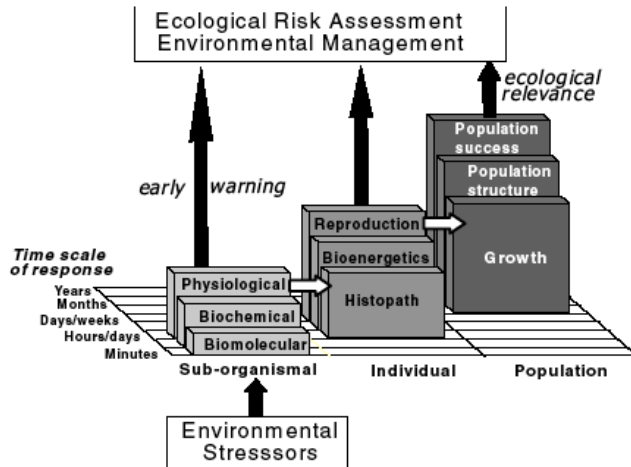 Ecological Risk Assessment
Environmental Management
ecological
relevance
Population
success
Population
structure
early warning
Reproduction
Growth
Bioenergetics
Time scale
of response
Physiological
Histopath
Years
Months
Biochemical
Days/weeks
Hours/days
Biomolecular
Minutes
Sub-organismal Individual Population
Environmental
Stresssors